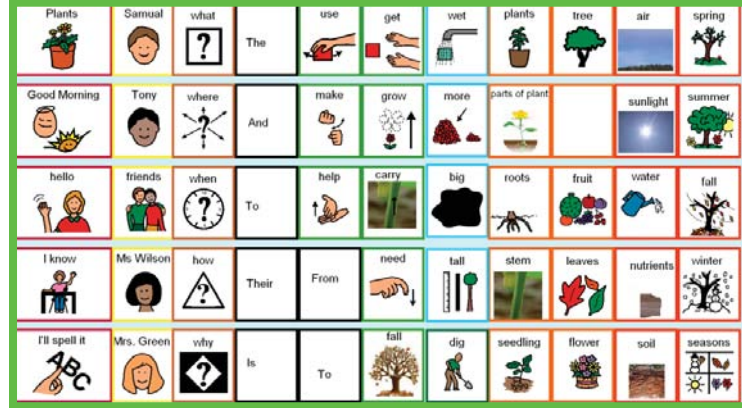 Plants Samual what The use get wet plants tree air spring
Good Morning Tony where And make grow more parts of plant sunlight summer
hello friends when To help carry big roots fruit water fall
I know Ms Wilson how Their From need tall stem leaves nutrients winter
I'll spell it ABC Mrs. Green why Is To fall dig seedling flower soil seasons